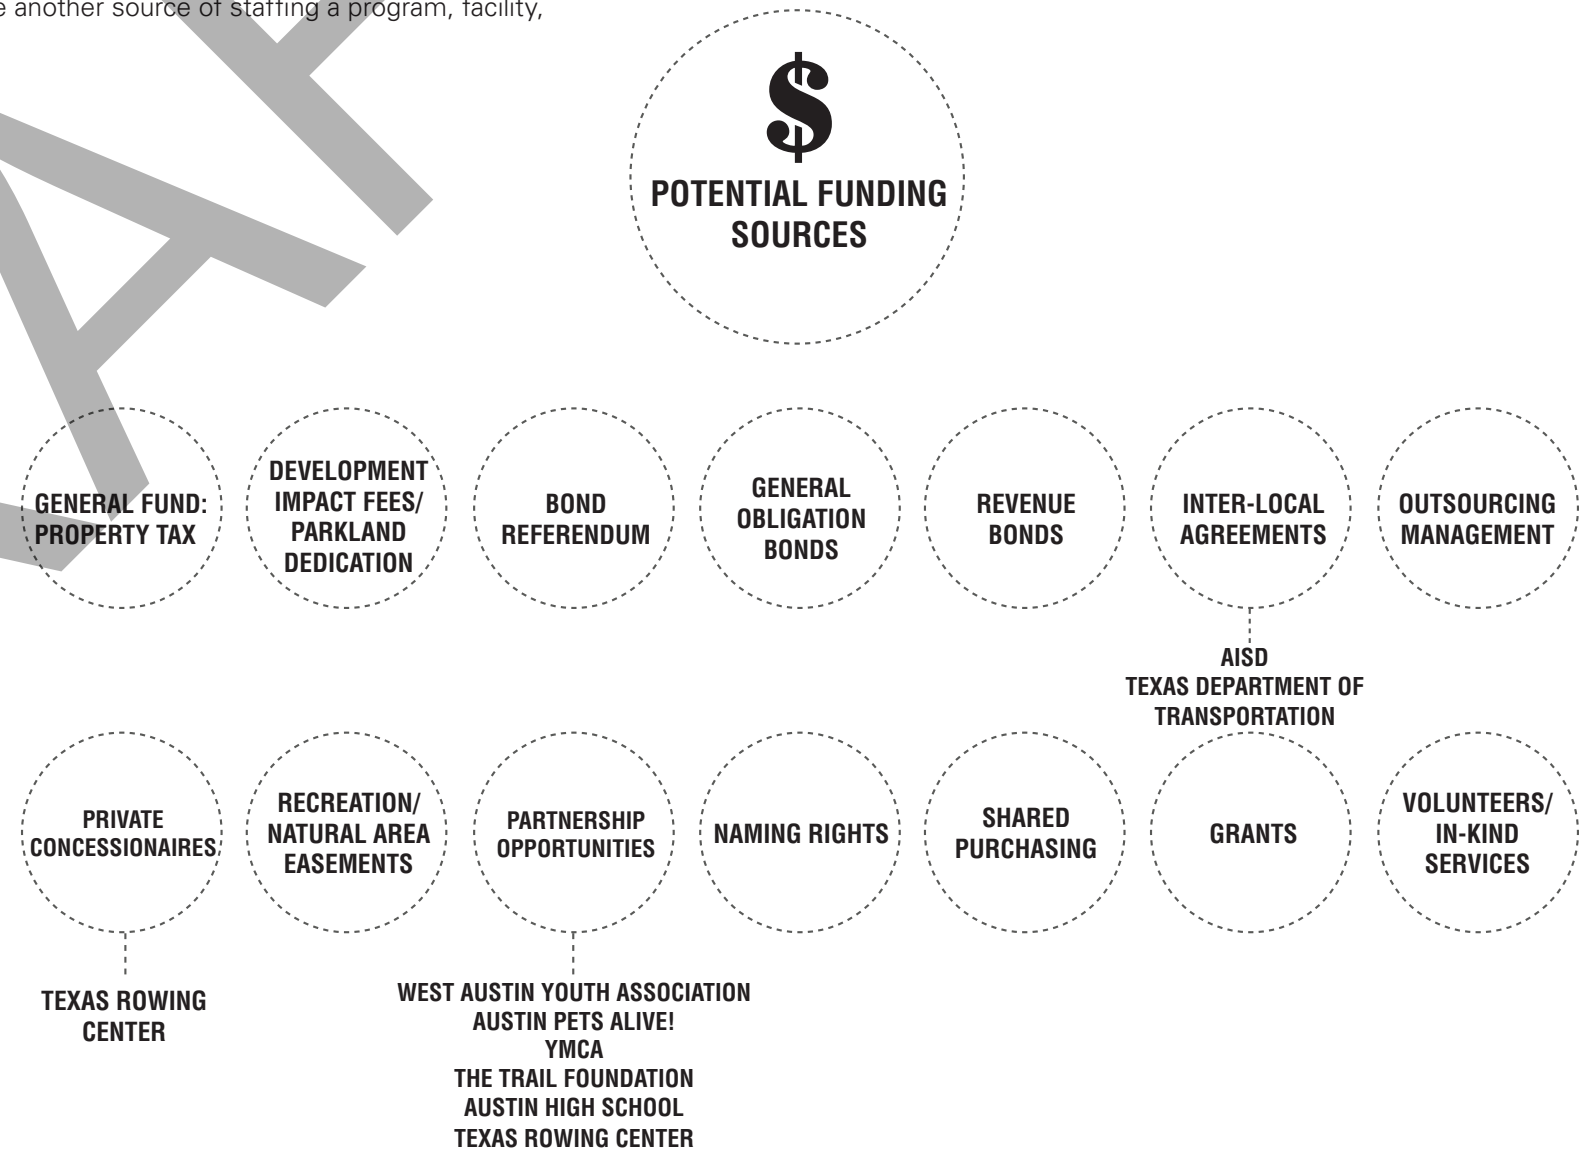 another source of staffing a program, facility,
$
POTENTIAL FUNDING
SOURCES
GENERAL FUND:
PROPERTY TAX
DEVELOPMENT
IMPACT FEES/
PARKLAND
DEDICATION
BOND
REFERENDUM
GENERAL
OBLIGATION
BONDS
REVENUE
BONDS
INTER-LOCAL
AGREEMENTS
OUTSOURCING
MANAGEMENT
AISD
TEXAS DEPARTMENT OF
TRANSPORTATION
PRIVATE
CONCESSIONAIRES
RECREATION/
NATURAL AREA
EASEMENTS
PARTNERSHIP
OPPORTUNITIES
NAMING RIGHTS
SHARED
PURCHASING
GRANTS
VOLUNTEERS/
IN-KIND
SERVICES
TEXAS ROWING
CENTER
WEST AUSTIN YOUTH ASSOCIATION
AUSTIN PETS ALIVE!
YMCA
THE TRAIL FOUNDATION
AUSTIN HIGH SCHOOL
TEXAS ROWING CENTER